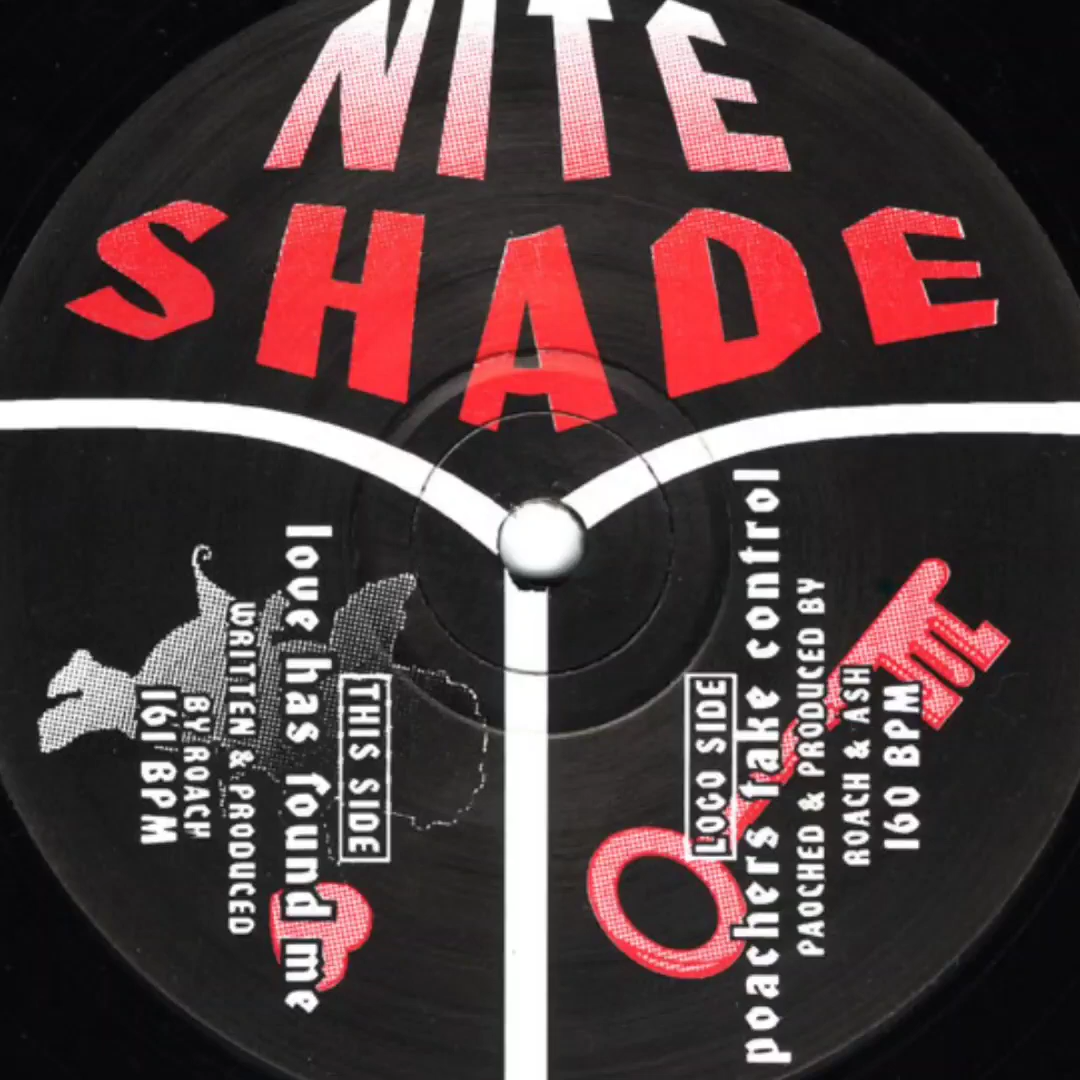 NITE
SHADE
THIS SIDE
love has found me
WRITTEN & PRODUCED
BY ROACH
161 BPM
LOGO SIDE
poachers take control
PAOCHED & PRODUCED BY
ROACH & ASH
160 BPM